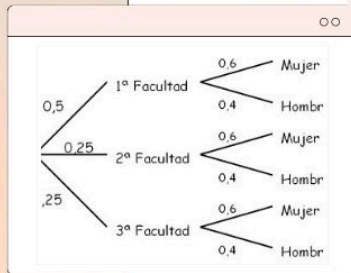 0,6 Mujer
1ª Facultad
0,4 Hombr
0,5
0,6 Mujer
0,25
2ª Facultad
0,4 Hombr
,25
0,6 Mujer
3ª Facultad
0,4 Hombr